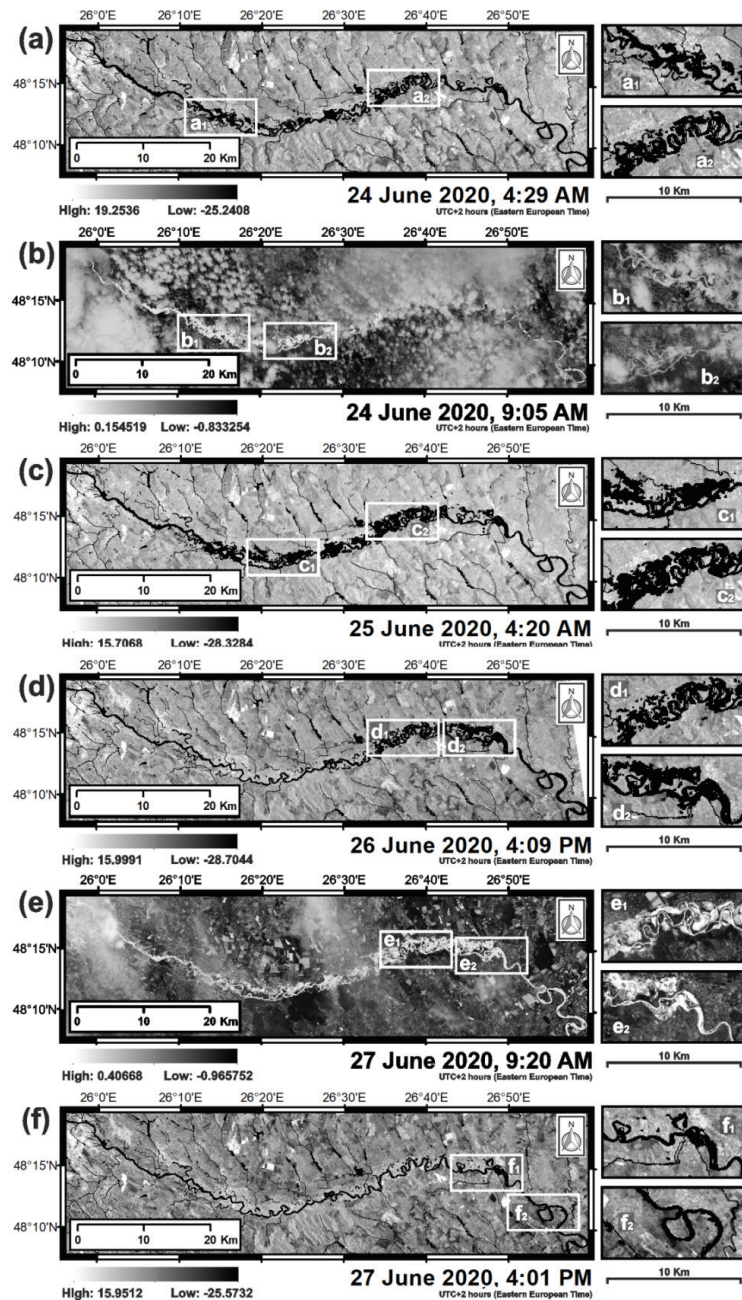 (a)
26°0'E 26°10'E 26°20'E 26°30'E 26°40'E 26°50'E
N
48°15'N
48°10'N
a1
a2
0 10 20 Km
a1
a2
10 Km
High: 19.2536 Low: -25.2408
24 June 2020, 4:29 AM
UTC+2 hours (Eastern European Time)
(b)
26°0'E 26°10'E 26°20'E 26°30'E 26°40'E 26°50'E
N
48°15'N
48°10'N
b1
b2
0 10 20 Km
b1
b2
10 Km
High: 0.154519 Low: -0.833254
24 June 2020, 9:05 AM
UTC+2 hours (Eastern European Time)
(c)
26°0'E 26°10'E 26°20'E 26°30'E 26°40'E 26°50'E
N
48°15'N
48°10'N
c1
c2
0 10 20 Km
c1
c2
10 Km
High: 15.7068 Low: -28.3284
25 June 2020, 4:20 AM
UTC+2 hours (Eastern European Time)
(d)
26°0'E 26°10'E 26°20'E 26°30'E 26°40'E 26°50'E
N
48°15'N
48°10'N
d1
d2
0 10 20 Km
d1
d2
10 Km
High: 15.9991 Low: -28.7044
26 June 2020, 4:09 PM
UTC+2 hours (Eastern European Time)
(e)
26°0'E 26°10'E 26°20'E 26°30'E 26°40'E 26°50'E
N
48°15'N
48°10'N
e1
e2
0 10 20 Km
e1
e2
10 Km
High: 0.40668 Low: -0.965752
27 June 2020, 9:20 AM
UTC+2 hours (Eastern European Time)
(f)
26°0'E 26°10'E 26°20'E 26°30'E 26°40'E 26°50'E
N
48°15'N
48°10'N
f1
f2
0 10 20 Km
f1
f2
10 Km
High: 15.9512 Low: -25.5732
27 June 2020, 4:01 PM
UTC+2 hours (Eastern European Time)